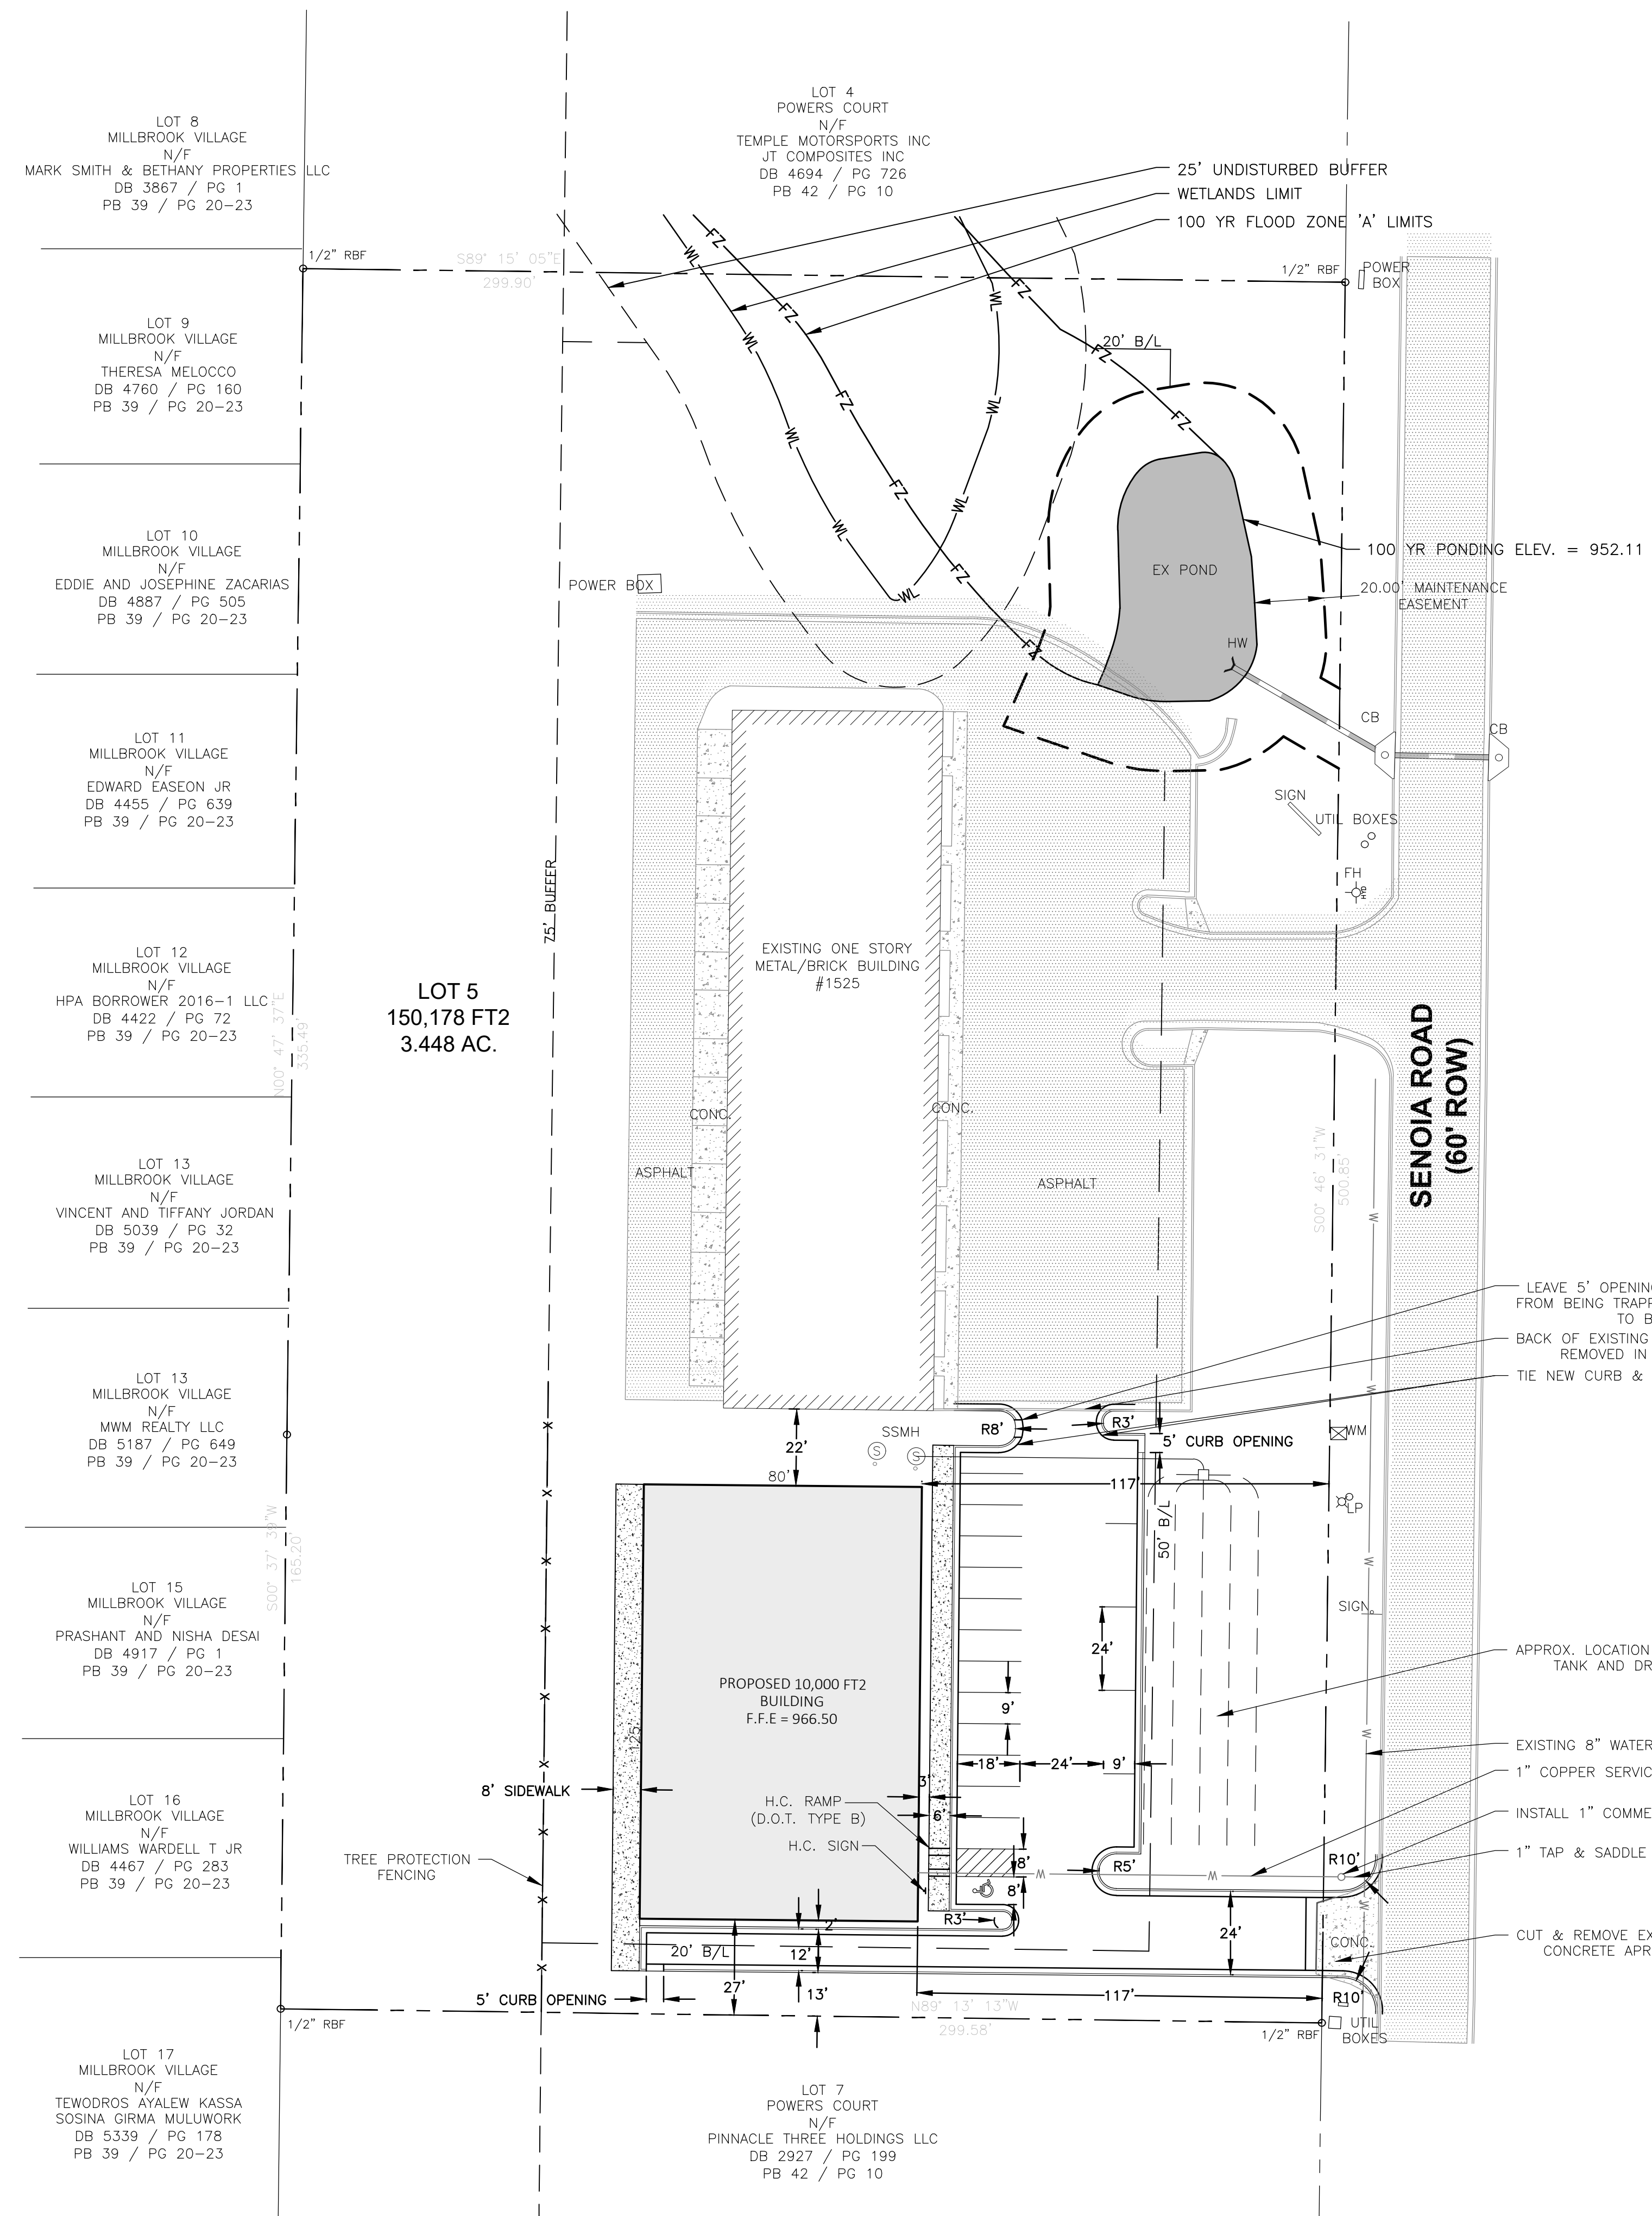 LOT 8
MILLBROOK VILLAGE
N/F
MARK SMITH & BETHANY PROPERTIES LLC
DB 3867 / PG 1
PB 39 / PG 20-23
LOT 4
POWERS COURT
N/F
TEMPLE MOTORSPORTS INC
JT COMPOSITES INC
DB 4694 / PG 726
PB 42 / PG 10
25' UNDISTURBED BUFFER
WETLANDS LIMIT
100 YR FLOOD ZONE 'A' LIMITS
1/2" RBF
S89° 15' 05"E
299.90'
1/2" RBF
POWER
BOX
LOT 9
MILLBROOK VILLAGE
N/F
THERESA MELOCCO
DB 4760 / PG 160
PB 39 / PG 20-23
WL
WL
WL
WL
WL
WL
WL
WL
FZ
FZ
FZ
FZ
FZ
FZ
FZ
FZ
FZ
20' B/L
LOT 10
MILLBROOK VILLAGE
N/F
EDDIE AND JOSEPHINE ZACARIAS
DB 4887 / PG 505
PB 39 / PG 20-23
POWER BOX
EX POND
100 YR PONDING ELEV. = 952.11
20.00' MAINTENANCE
EASEMENT
HW
CB
CB
LOT 11
MILLBROOK VILLAGE
N/F
EDWARD EASEON JR
DB 4455 / PG 639
PB 39 / PG 20-23
SIGN
UTIL BOXES
FH
HYD
75' BUFFER
EXISTING ONE STORY
METAL/BRICK BUILDING
#1525
LOT 12
MILLBROOK VILLAGE
N/F
HPA BORROWER 2016-1 LLC
DB 4422 / PG 72
PB 39 / PG 20-23
N00° 47' 37"E
335.49'
LOT 5
150,178 FT2
3.448 AC.
SENOIA ROAD
(60' ROW)
CONC.
CONC.
ASPHALT
ASPHALT
S00° 46' 31"W
500.85'
LOT 13
MILLBROOK VILLAGE
N/F
VINCENT AND TIFFANY JORDAN
DB 5039 / PG 32
PB 39 / PG 20-23
W
W
W
W
W
W
W
LEAVE 5' OPENING
FROM BEING TRAPP
TO B
BACK OF EXISTING
REMOVED IN
TIE NEW CURB &
LOT 13
MILLBROOK VILLAGE
N/F
MWM REALTY LLC
DB 5187 / PG 649
PB 39 / PG 20-23
22'
SSMH
S
S
R8'
R3'
5' CURB OPENING
WM
80'
117'
50' B/L
LP
S00° 37' 39"W
165.20'
LOT 15
MILLBROOK VILLAGE
N/F
PRASHANT AND NISHA DESAI
DB 4917 / PG 1
PB 39 / PG 20-23
SIGN
24'
APPROX. LOCATION
TANK AND DR
PROPOSED 10,000 FT2
BUILDING
F.F.E = 966.50
125'
9'
18'
24'
9'
EXISTING 8" WATER
1" COPPER SERVIC
INSTALL 1" COMME
1" TAP & SADDLE
8' SIDEWALK
3'
6'
H.C. RAMP
(D.O.T. TYPE B)
H.C. SIGN
LOT 16
MILLBROOK VILLAGE
N/F
WILLIAMS WARDELL T JR
DB 4467 / PG 283
PB 39 / PG 20-23
TREE PROTECTION
FENCING
8'
8'
R5'
R10'
R3'
2'
20' B/L
12'
24'
CONC.
CUT & REMOVE EX
CONCRETE APR
27'
13'
5' CURB OPENING
117'
R10'
N89° 13' 13"W
299.58'
1/2" RBF
1/2" RBF
UTIL
BOXES
LOT 17
MILLBROOK VILLAGE
N/F
TEWODROS AYALEW KASSA
SOSINA GIRMA MULUWORK
DB 5339 / PG 178
PB 39 / PG 20-23
LOT 7
POWERS COURT
N/F
PINNACLE THREE HOLDINGS LLC
DB 2927 / PG 199
PB 42 / PG 10